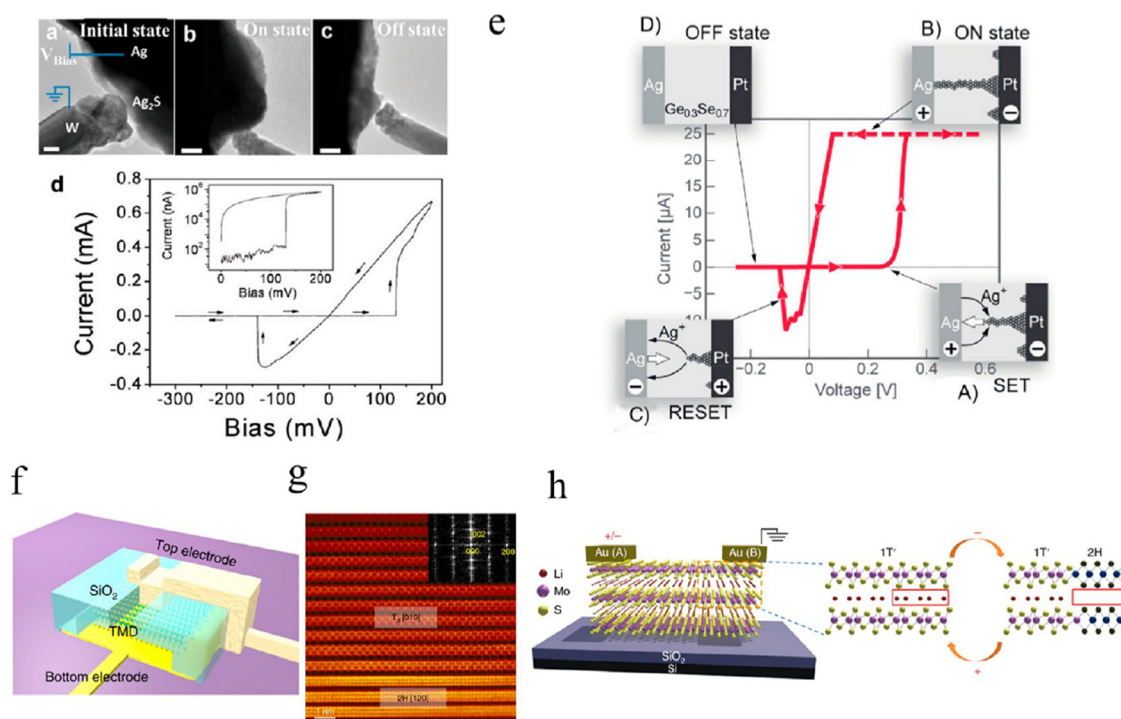 a Initial state
V Bias
Ag
Ag₂S
W
b On state
c Off state
d
0.8
0.6
0.4
0.2
0.0
-0.2
-0.4
-300
-200
-100
0
100
200
Current (mA)
Bias (mV)
10⁶
10⁴
10²
0
100
200
Current (nA)
Bias (mV)
e
D)
OFF state
Ag
Pt
Ge₀.₃Se₀.₇
B)
ON state
Ag
Pt
+
−
25
20
15
10
5
0
-5
10
Current [µA]
-0.2
0
0.2
0.4
0.6
Voltage [V]
Ag⁺
Ag
Pt
−
+
C)
RESET
Ag⁺
Ag
Pt
+
−
A)
SET
f
Top electrode
SiO₂
TMD
Bottom electrode
g
002
000
200
2H [120]
1 nm
h
+/−
Au (A)
Au (B)
Li
Mo
S
SiO₂
Si
1T′
−
1T′
2H
+